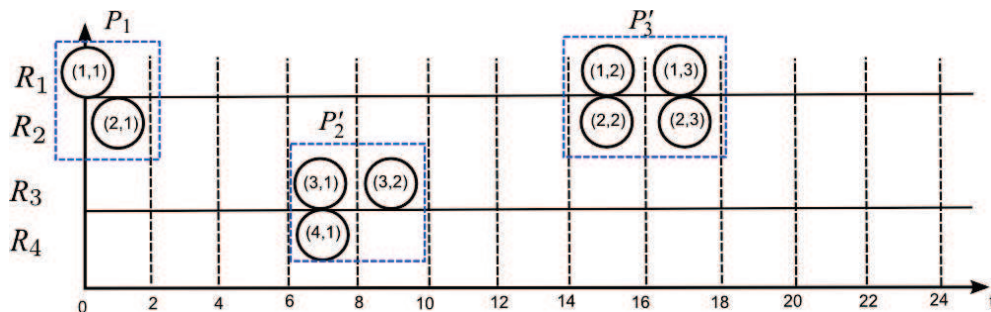 P₁ P′₃
R₁ (1,1) (1,2) (1,3)
R₂ (2,1) (2,2) (2,3)
P′₂
R₃ (3,1) (3,2)
R₄ (4,1)
0 2 4 6 8 10 12 14 16 18 20 22 24